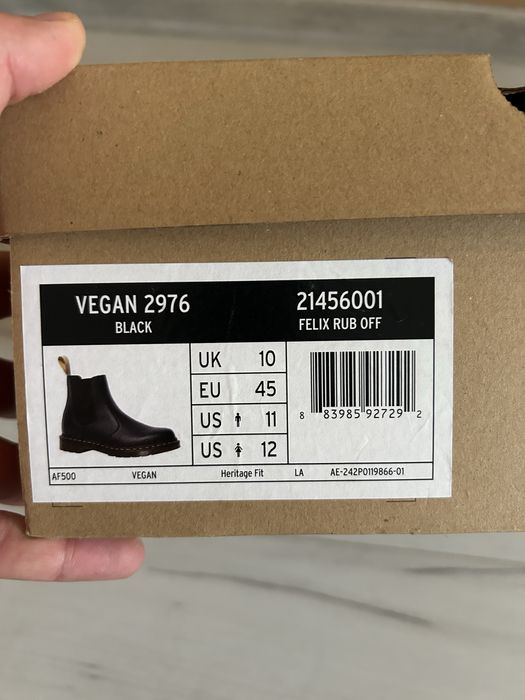 VEGAN 2976
BLACK
21456001
FELIX RUB OFF
UK 10
EU 45
US 11
US 12
8 83985 92729 2
AF500 VEGAN Heritage Fit LA AE-242P0119866-01